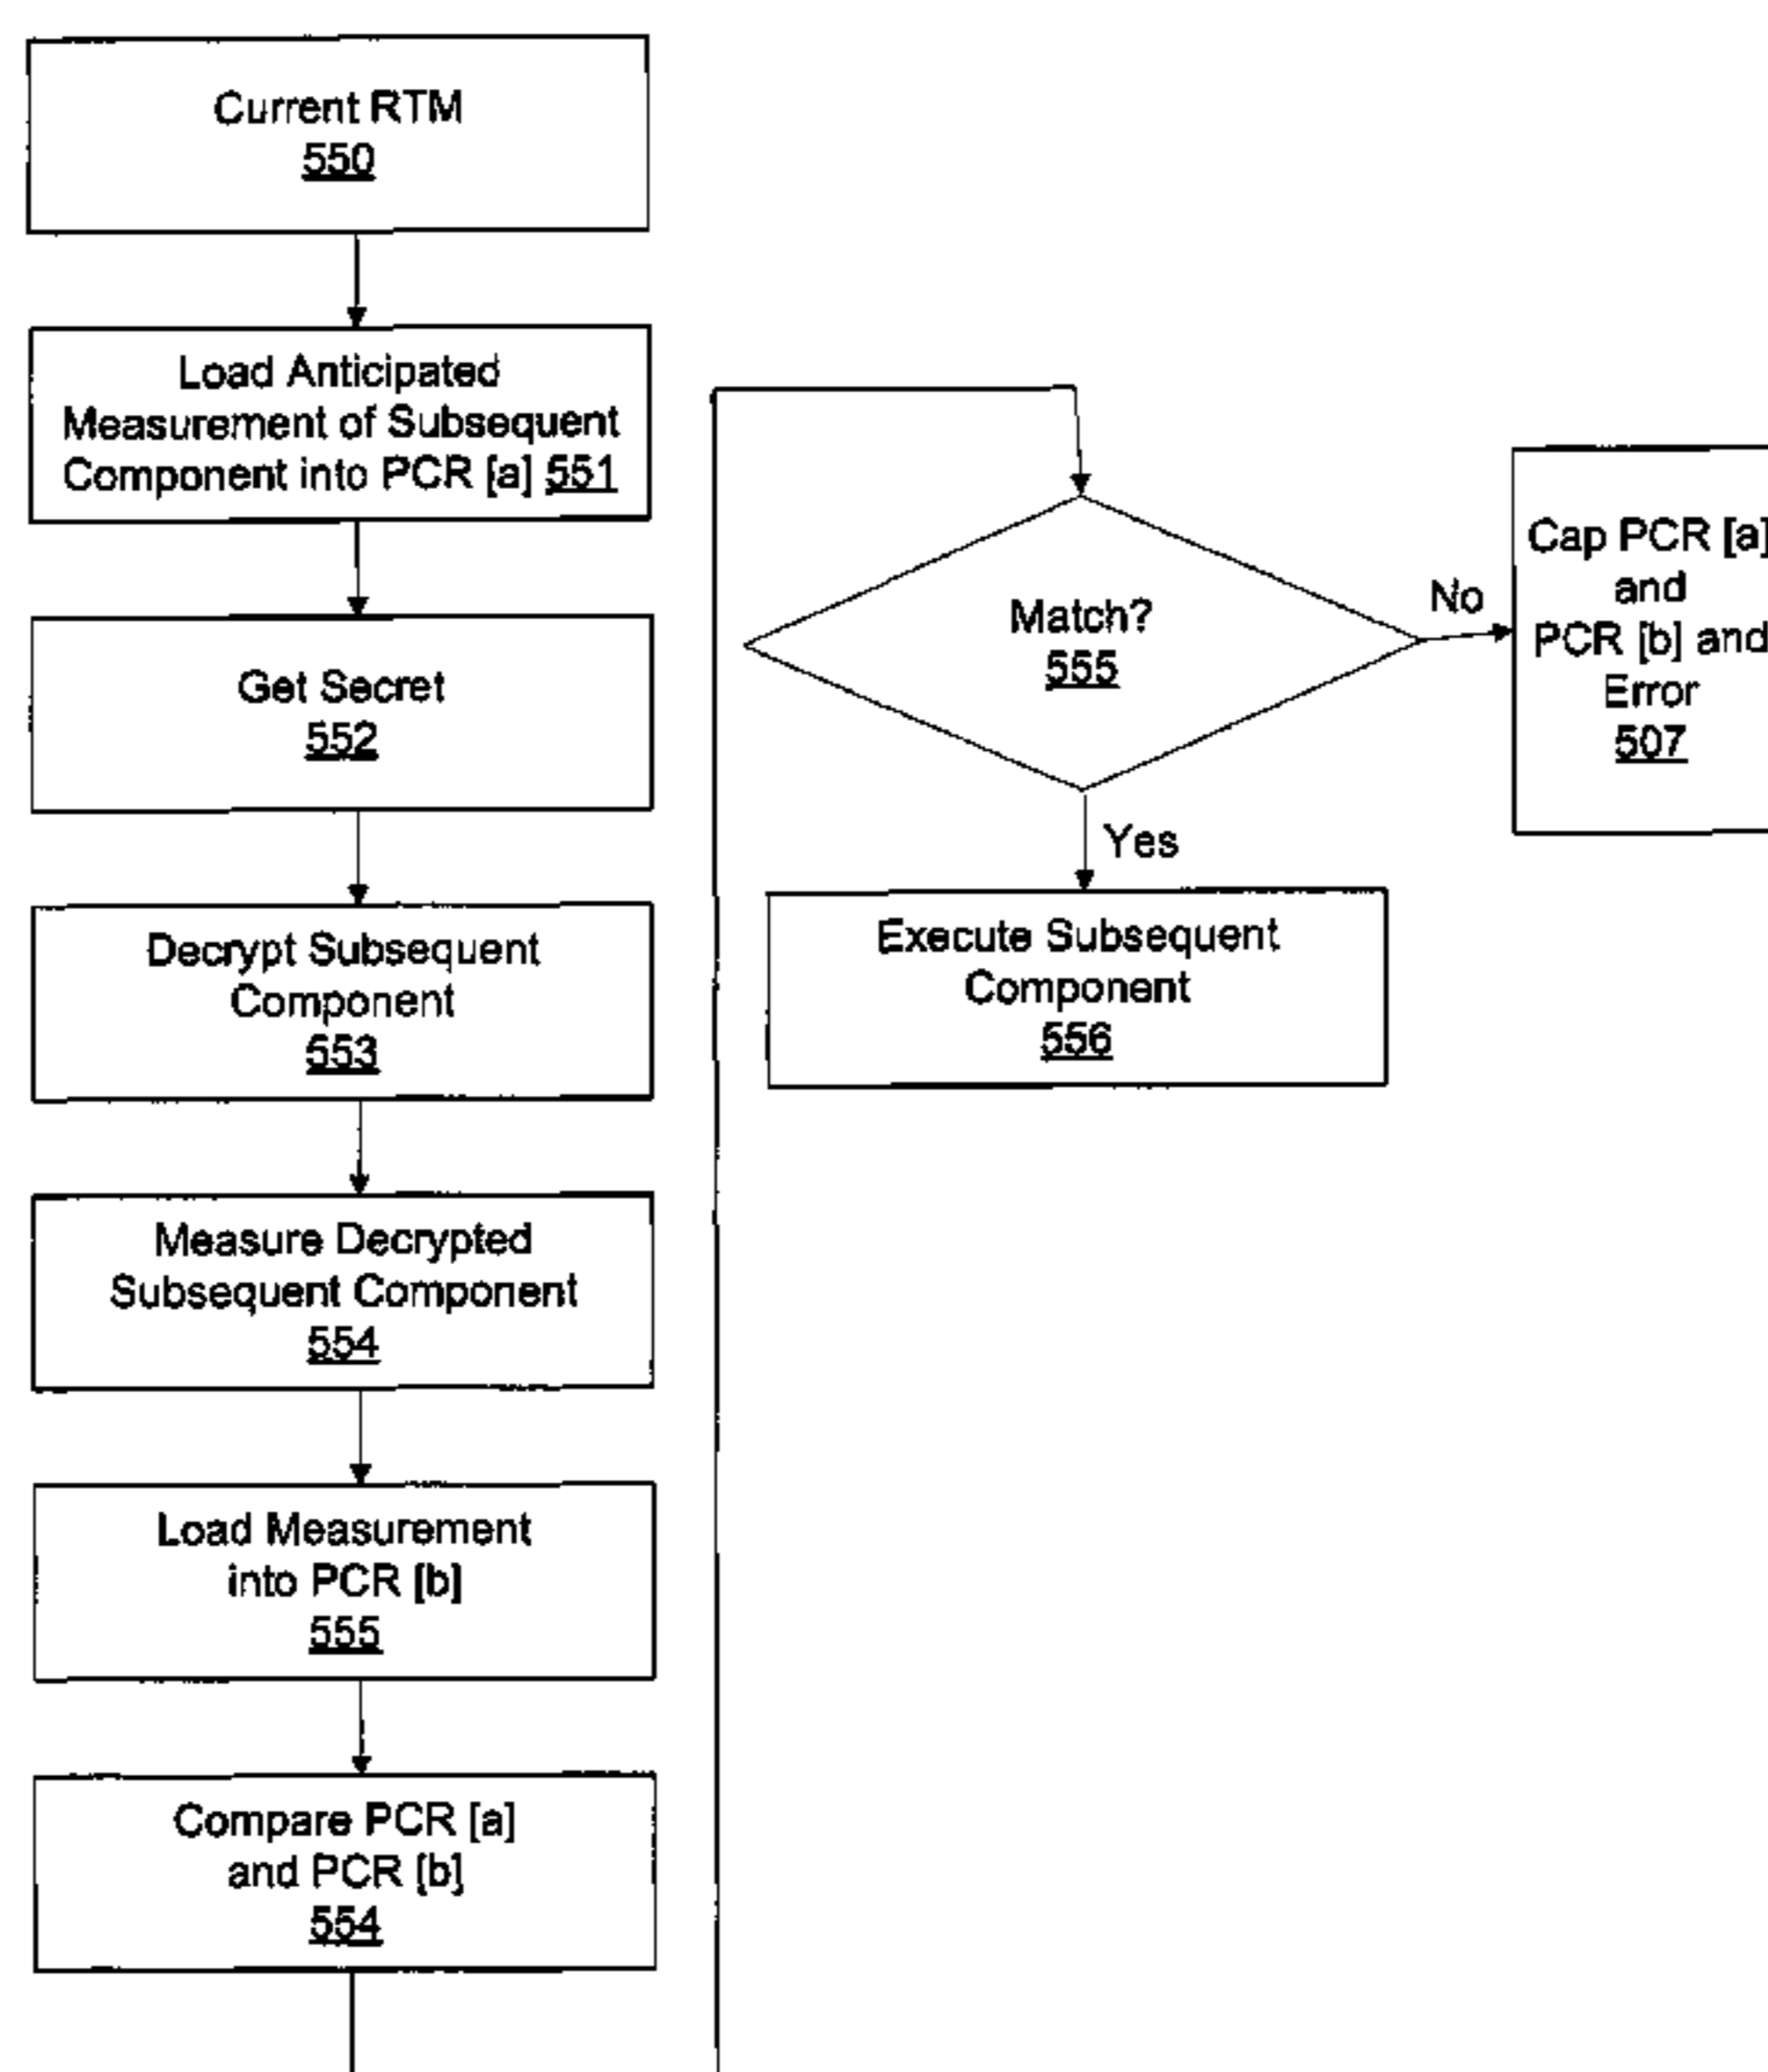 Current RTM
550
Load Anticipated
Measurement of Subsequent
Component into PCR [a] 551
Get Secret
552
Decrypt Subsequent
Component
553
Measure Decrypted
Subsequent Component
554
Load Measurement
into PCR [b]
555
Compare PCR [a]
and PCR [b]
554
Match?
555
No
Cap PCR [a]
and
PCR [b] and
Error
507
Yes
Execute Subsequent
Component
556